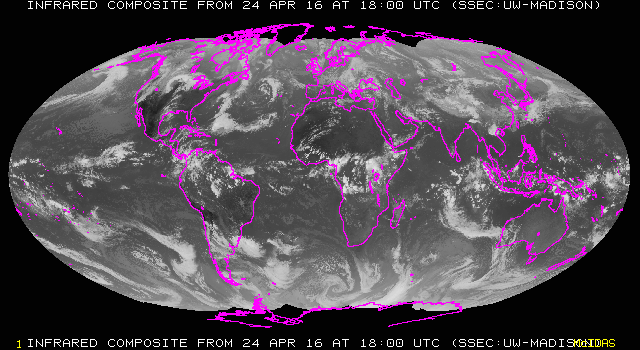 INFRARED COMPOSITE FROM 24 APR 16 AT 18:00 UTC (SSEC:UW-MADISON)
1 INFRARED COMPOSITE FROM 24 APR 16 AT 18:00 UTC (SSEC:UW-MADISON)